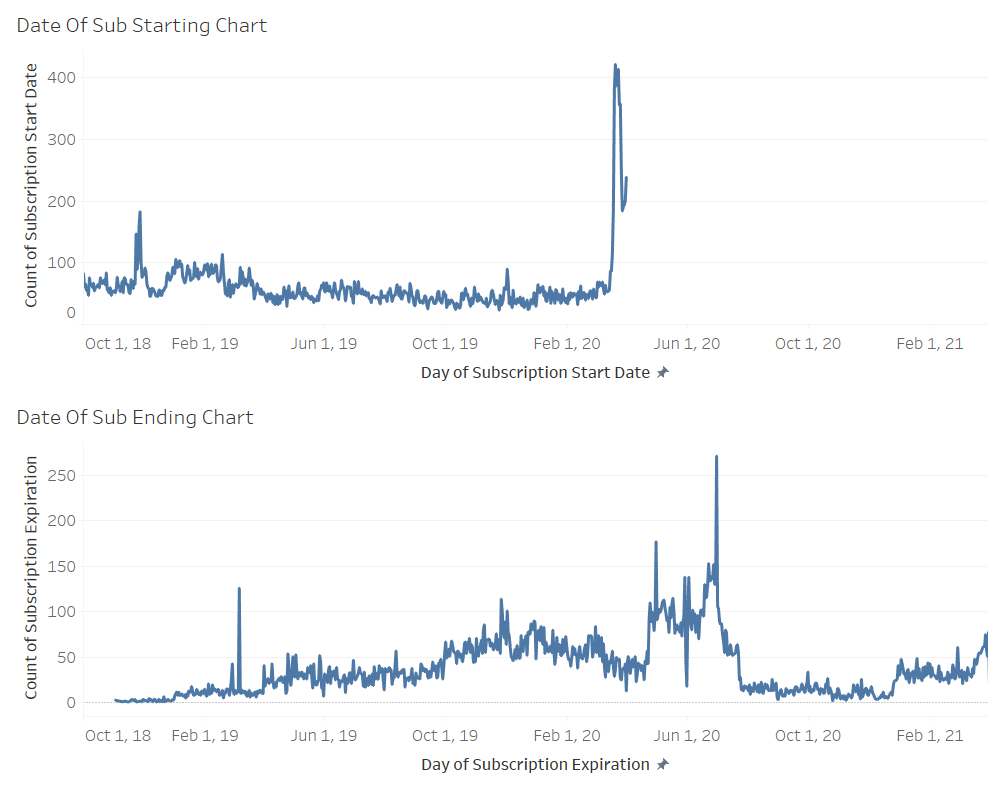 Date Of Sub Starting Chart
Count of Subscription Start Date
400
300
200
100
0
Oct 1, 18 Feb 1, 19 Jun 1, 19 Oct 1, 19 Feb 1, 20 Jun 1, 20 Oct 1, 20 Feb 1, 21
Day of Subscription Start Date
Date Of Sub Ending Chart
Count of Subscription Expiration
250
200
150
100
50
0
Oct 1, 18 Feb 1, 19 Jun 1, 19 Oct 1, 19 Feb 1, 20 Jun 1, 20 Oct 1, 20 Feb 1, 21
Day of Subscription Expiration